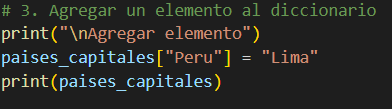 # 3. Agregar un elemento al diccionario
print("\nAgregar elemento")
paises_capitales["Peru"] = "Lima"
print(paises_capitales)